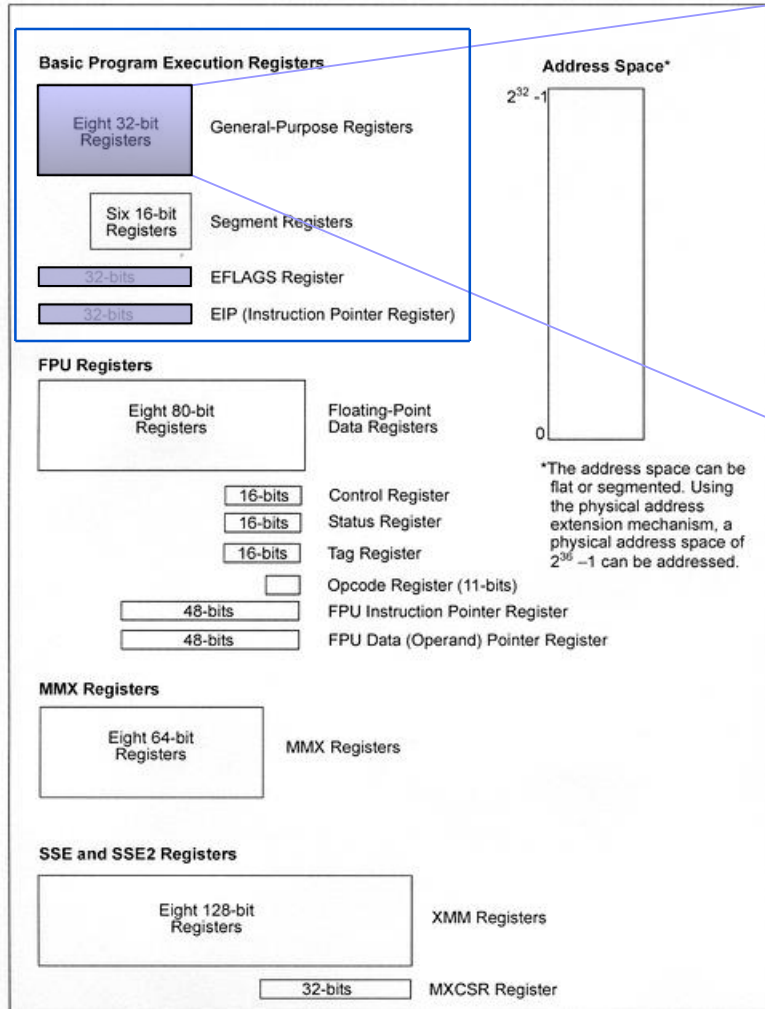 Basic Program Execution Registers
Eight 32-bit
Registers
General-Purpose Registers
Six 16-bit
Registers
Segment Registers
32-bits
EFLAGS Register
32-bits
EIP (Instruction Pointer Register)
FPU Registers
Eight 80-bit
Registers
Floating-Point
Data Registers
16-bits
Control Register
16-bits
Status Register
16-bits
Tag Register
Opcode Register (11-bits)
48-bits
FPU Instruction Pointer Register
48-bits
FPU Data (Operand) Pointer Register
MMX Registers
Eight 64-bit
Registers
MMX Registers
SSE and SSE2 Registers
Eight 128-bit
Registers
XMM Registers
32-bits
MXCSR Register
Address Space*
2³² -1
0
*The address space can be
flat or segmented. Using
the physical address
extension mechanism, a
physical address space of
2³⁶ –1 can be addressed.